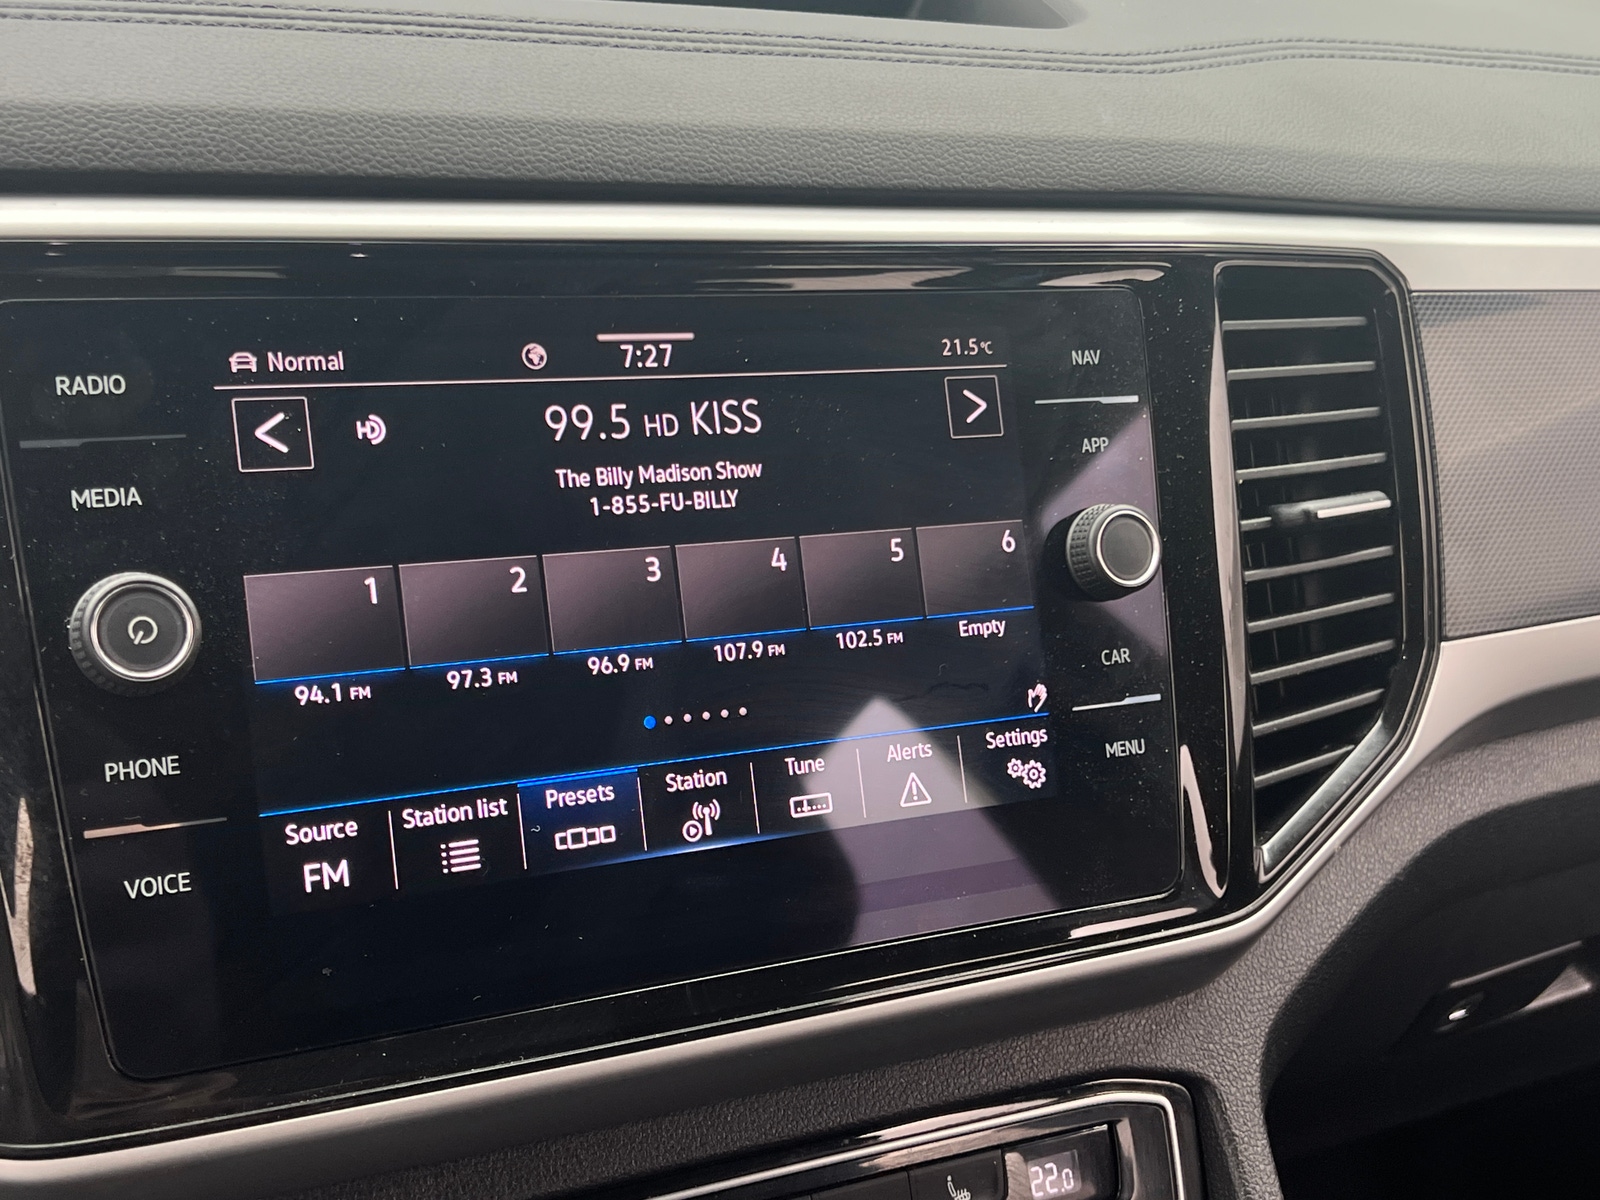 RADIO
MEDIA
PHONE
VOICE
Normal
7:27
21.5°C
HD
99.5 HD KISS
The Billy Madison Show
1-855-FU-BILLY
1 2 3 4 5 6
94.1 FM 97.3 FM 96.9 FM 107.9 FM 102.5 FM Empty
Source Station list Presets Station Tune Alerts Settings
FM
NAV
APP
CAR
MENU
22.0